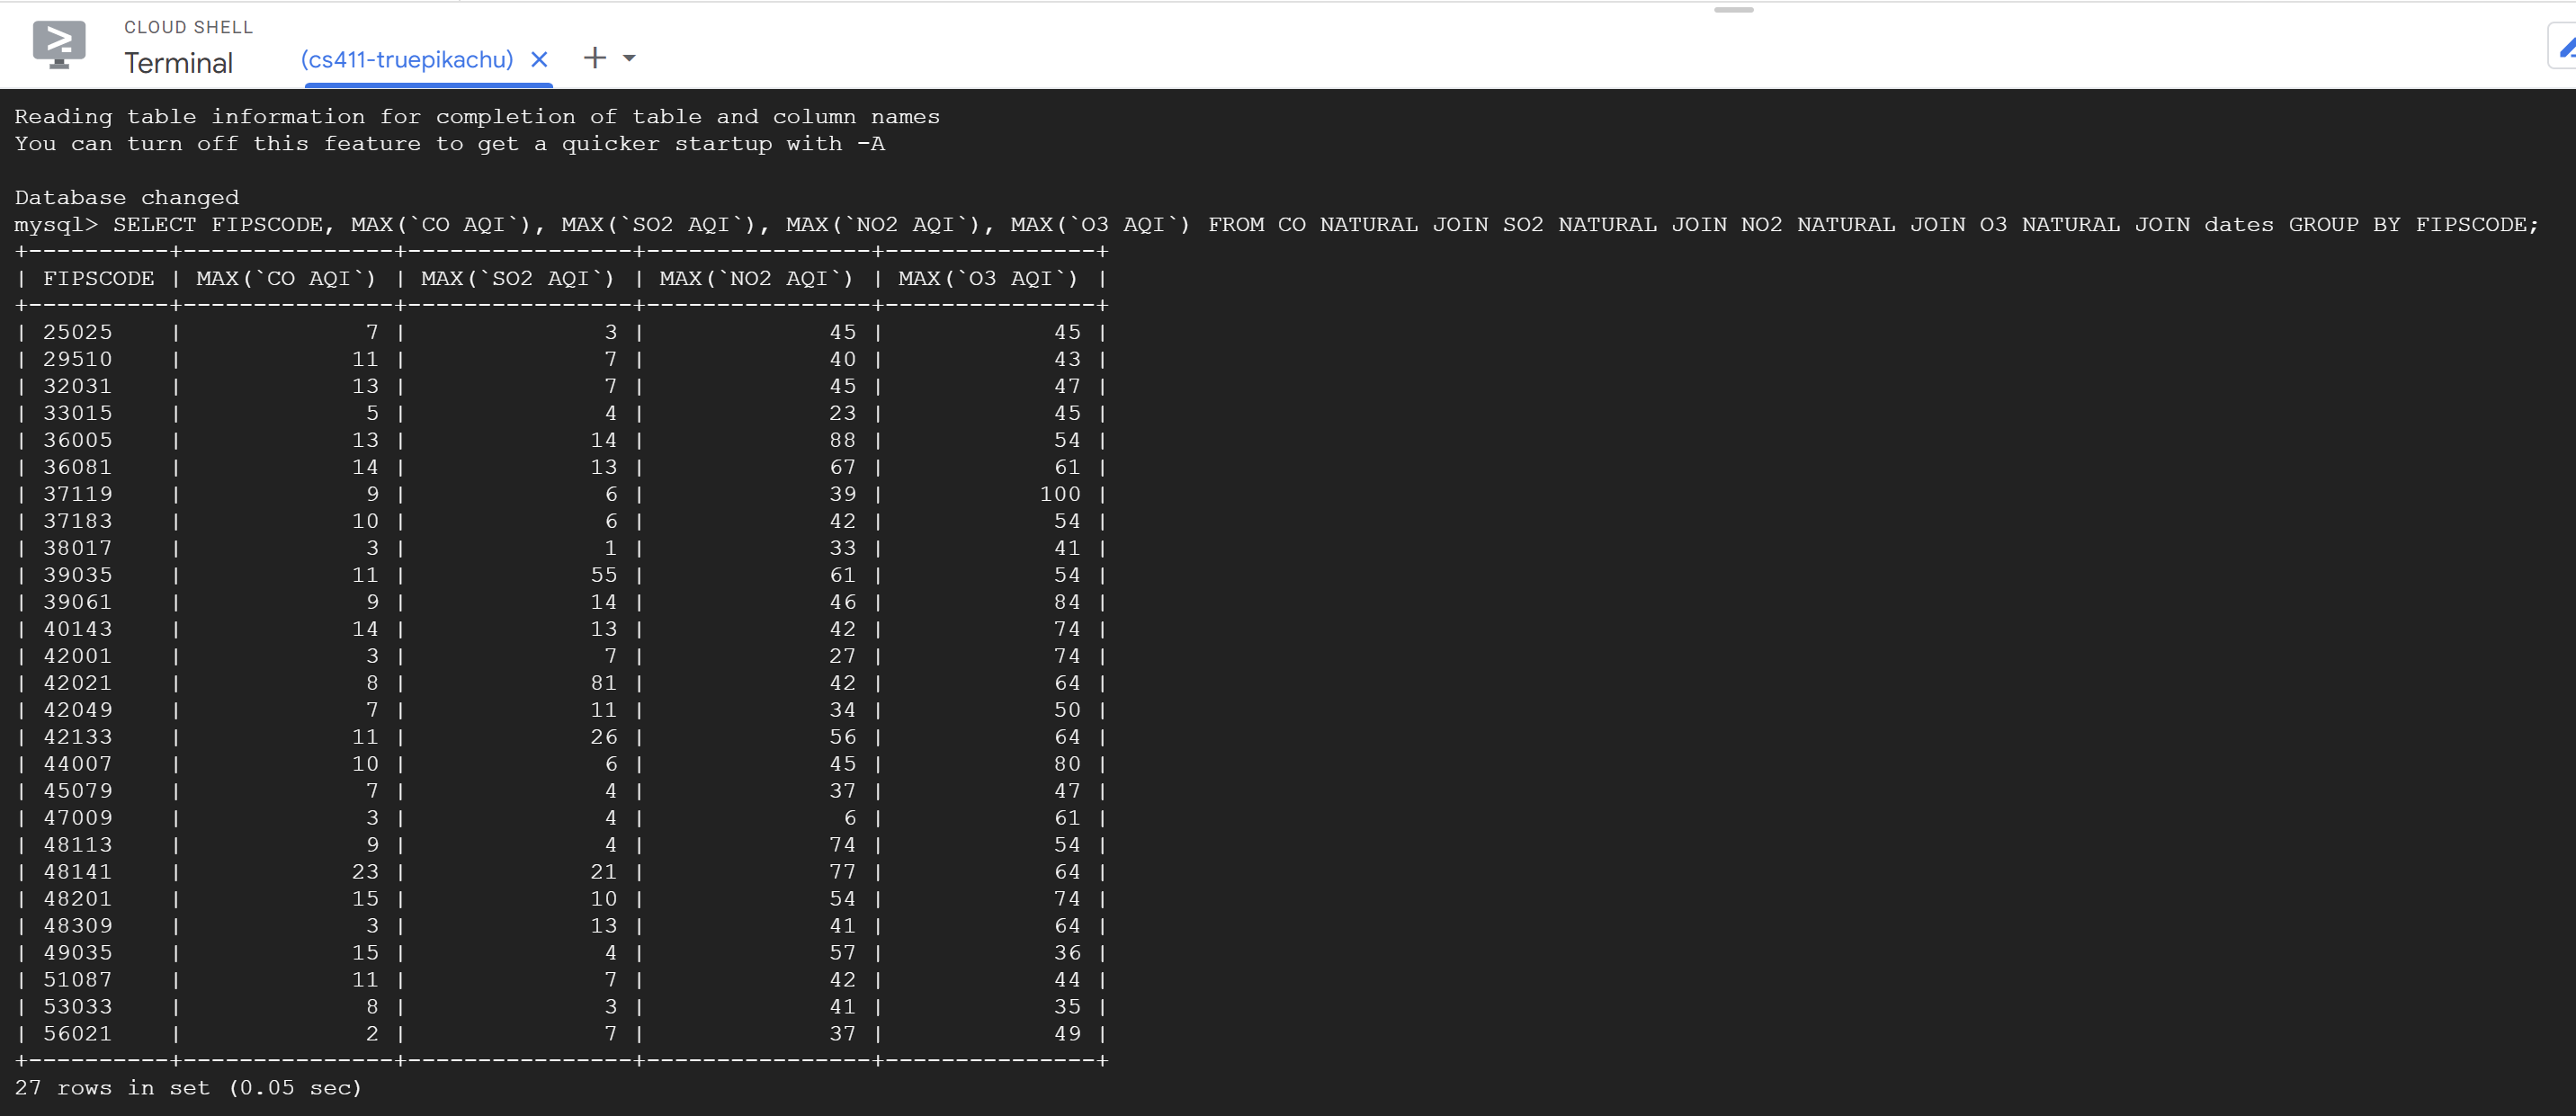 CLOUD SHELL
Terminal
(cs411-truepikachu)
Reading table information for completion of table and column names
You can turn off this feature to get a quicker startup with -A
Database changed
mysql> SELECT FIPSCODE, MAX(`CO AQI`), MAX(`SO2 AQI`), MAX(`NO2 AQI`), MAX(`O3 AQI`) FROM CO NATURAL JOIN SO2 NATURAL JOIN NO2 NATURAL JOIN O3 NATURAL JOIN dates GROUP BY FIPSCODE;
+----------+---------------+----------------+----------------+---------------+
| FIPSCODE | MAX(`CO AQI`) | MAX(`SO2 AQI`) | MAX(`NO2 AQI`) | MAX(`O3 AQI`) |
+----------+---------------+----------------+----------------+---------------+
| 25025    |             7 |              3 |             45 |            45 |
| 29510    |            11 |              7 |             40 |            43 |
| 32031    |            13 |              7 |             45 |            47 |
| 33015    |             5 |              4 |             23 |            45 |
| 36005    |            13 |             14 |             88 |            54 |
| 36081    |            14 |             13 |             67 |            61 |
| 37119    |             9 |              6 |             39 |           100 |
| 37183    |            10 |              6 |             42 |            54 |
| 38017    |             3 |              1 |             33 |            41 |
| 39035    |            11 |             55 |             61 |            54 |
| 39061    |             9 |             14 |             46 |            84 |
| 40143    |            14 |             13 |             42 |            74 |
| 42001    |             3 |              7 |             27 |            74 |
| 42021    |             8 |             81 |             42 |            64 |
| 42049    |             7 |             11 |             34 |            50 |
| 42133    |            11 |             26 |             56 |            64 |
| 44007    |            10 |              6 |             45 |            80 |
| 45079    |             7 |              4 |             37 |            47 |
| 47009    |             3 |              4 |              6 |            61 |
| 48113    |             9 |              4 |             74 |            54 |
| 48141    |            23 |             21 |             77 |            64 |
| 48201    |            15 |             10 |             54 |            74 |
| 48309    |             3 |             13 |             41 |            64 |
| 49035    |            15 |              4 |             57 |            36 |
| 51087    |            11 |              7 |             42 |            44 |
| 53033    |             8 |              3 |             41 |            35 |
| 56021    |             2 |              7 |             37 |            49 |
+----------+---------------+----------------+----------------+---------------+
27 rows in set (0.05 sec)